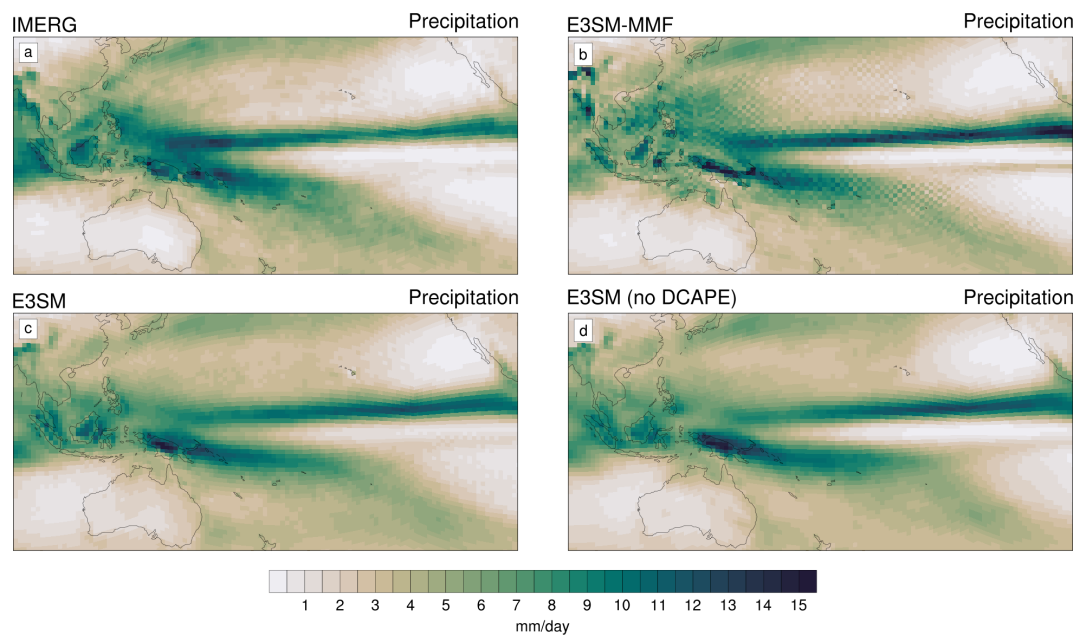 IMERG Precipitation
a
E3SM-MMF Precipitation
b
E3SM Precipitation
c
E3SM (no DCAPE) Precipitation
d
1 2 3 4 5 6 7 8 9 10 11 12 13 14 15
mm/day